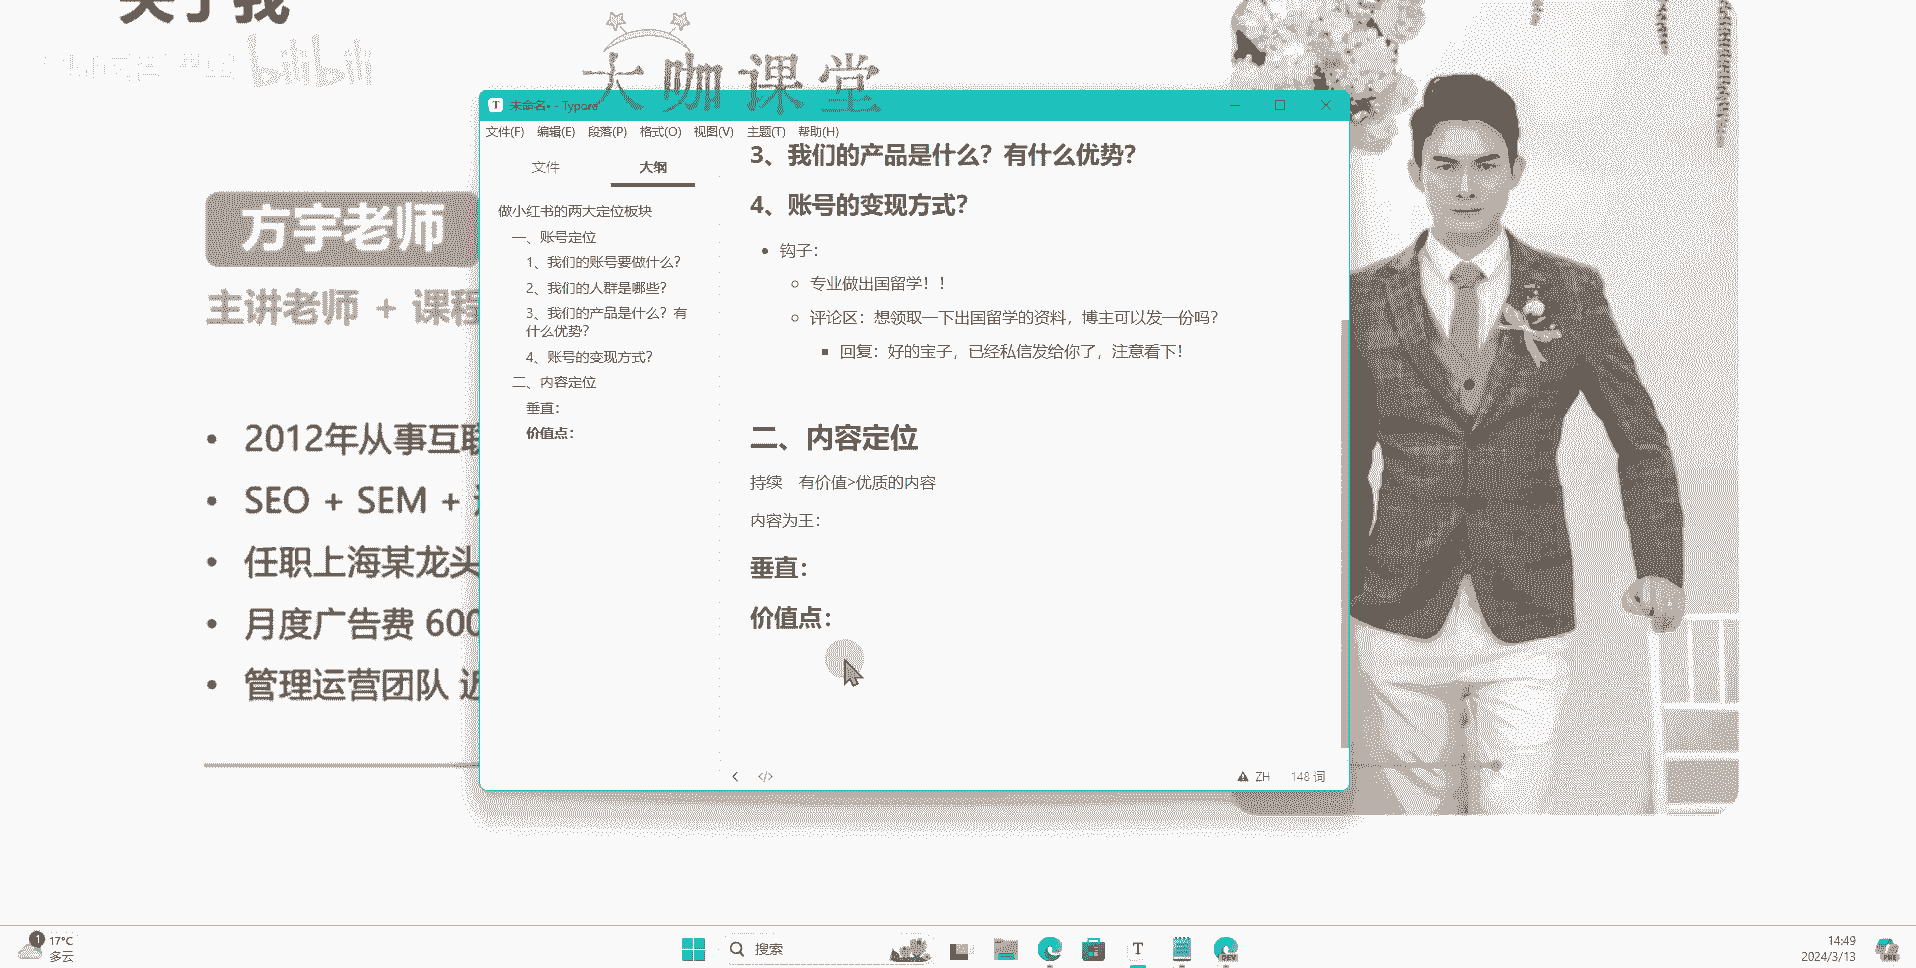 关于我
bilibili
大咖课堂
方宇老师
主讲老师 + 课程
2012年从事互联
SEO + SEM +
任职上海某龙头
月度广告费 600
管理运营团队 近
T 未命名• - Typora
文件(F) 编辑(E) 段落(P) 格式(O) 视图(V) 主题(T) 帮助(H)
文件 大纲
做小红书的两大定位板块
一、账号定位
1、我们的账号要做什么？
2、我们的人群是哪些？
3、我们的产品是什么？有
什么优势？
4、账号的变现方式？
二、内容定位
垂直：
价值点：
3、我们的产品是什么？有什么优势？
4、账号的变现方式？
钩子：
专业做出国留学！！
评论区：想领取一下出国留学的资料，博主可以发一份吗？
回复：好的宝子，已经私信发给你了，注意看下！
二、内容定位
持续 有价值>优质的内容
内容为王：
垂直：
价值点：
</> ZH 148 词
1
17°C
多云
搜索
T
DEV
14:49
2024/3/13
PRE